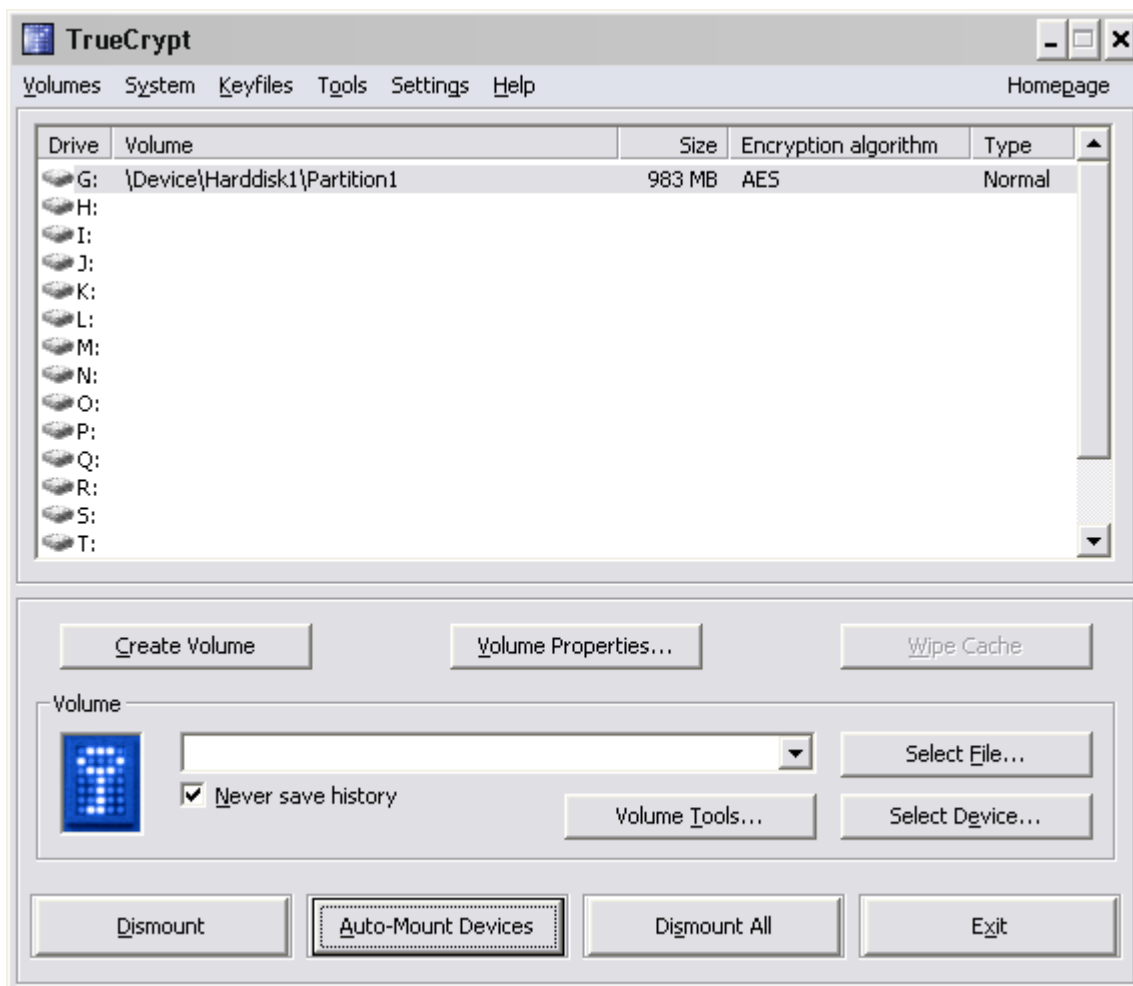 TrueCrypt
Volumes System Keyfiles Tools Settings Help Homepage
Drive Volume Size Encryption algorithm Type
G: \Device\Harddisk1\Partition1 983 MB AES Normal
H:
I:
J:
K:
L:
M:
N:
O:
P:
Q:
R:
S:
T:
Create Volume Volume Properties... Wipe Cache
Volume
Select File...
Never save history
Volume Tools... Select Device...
Dismount Auto-Mount Devices Dismount All Exit